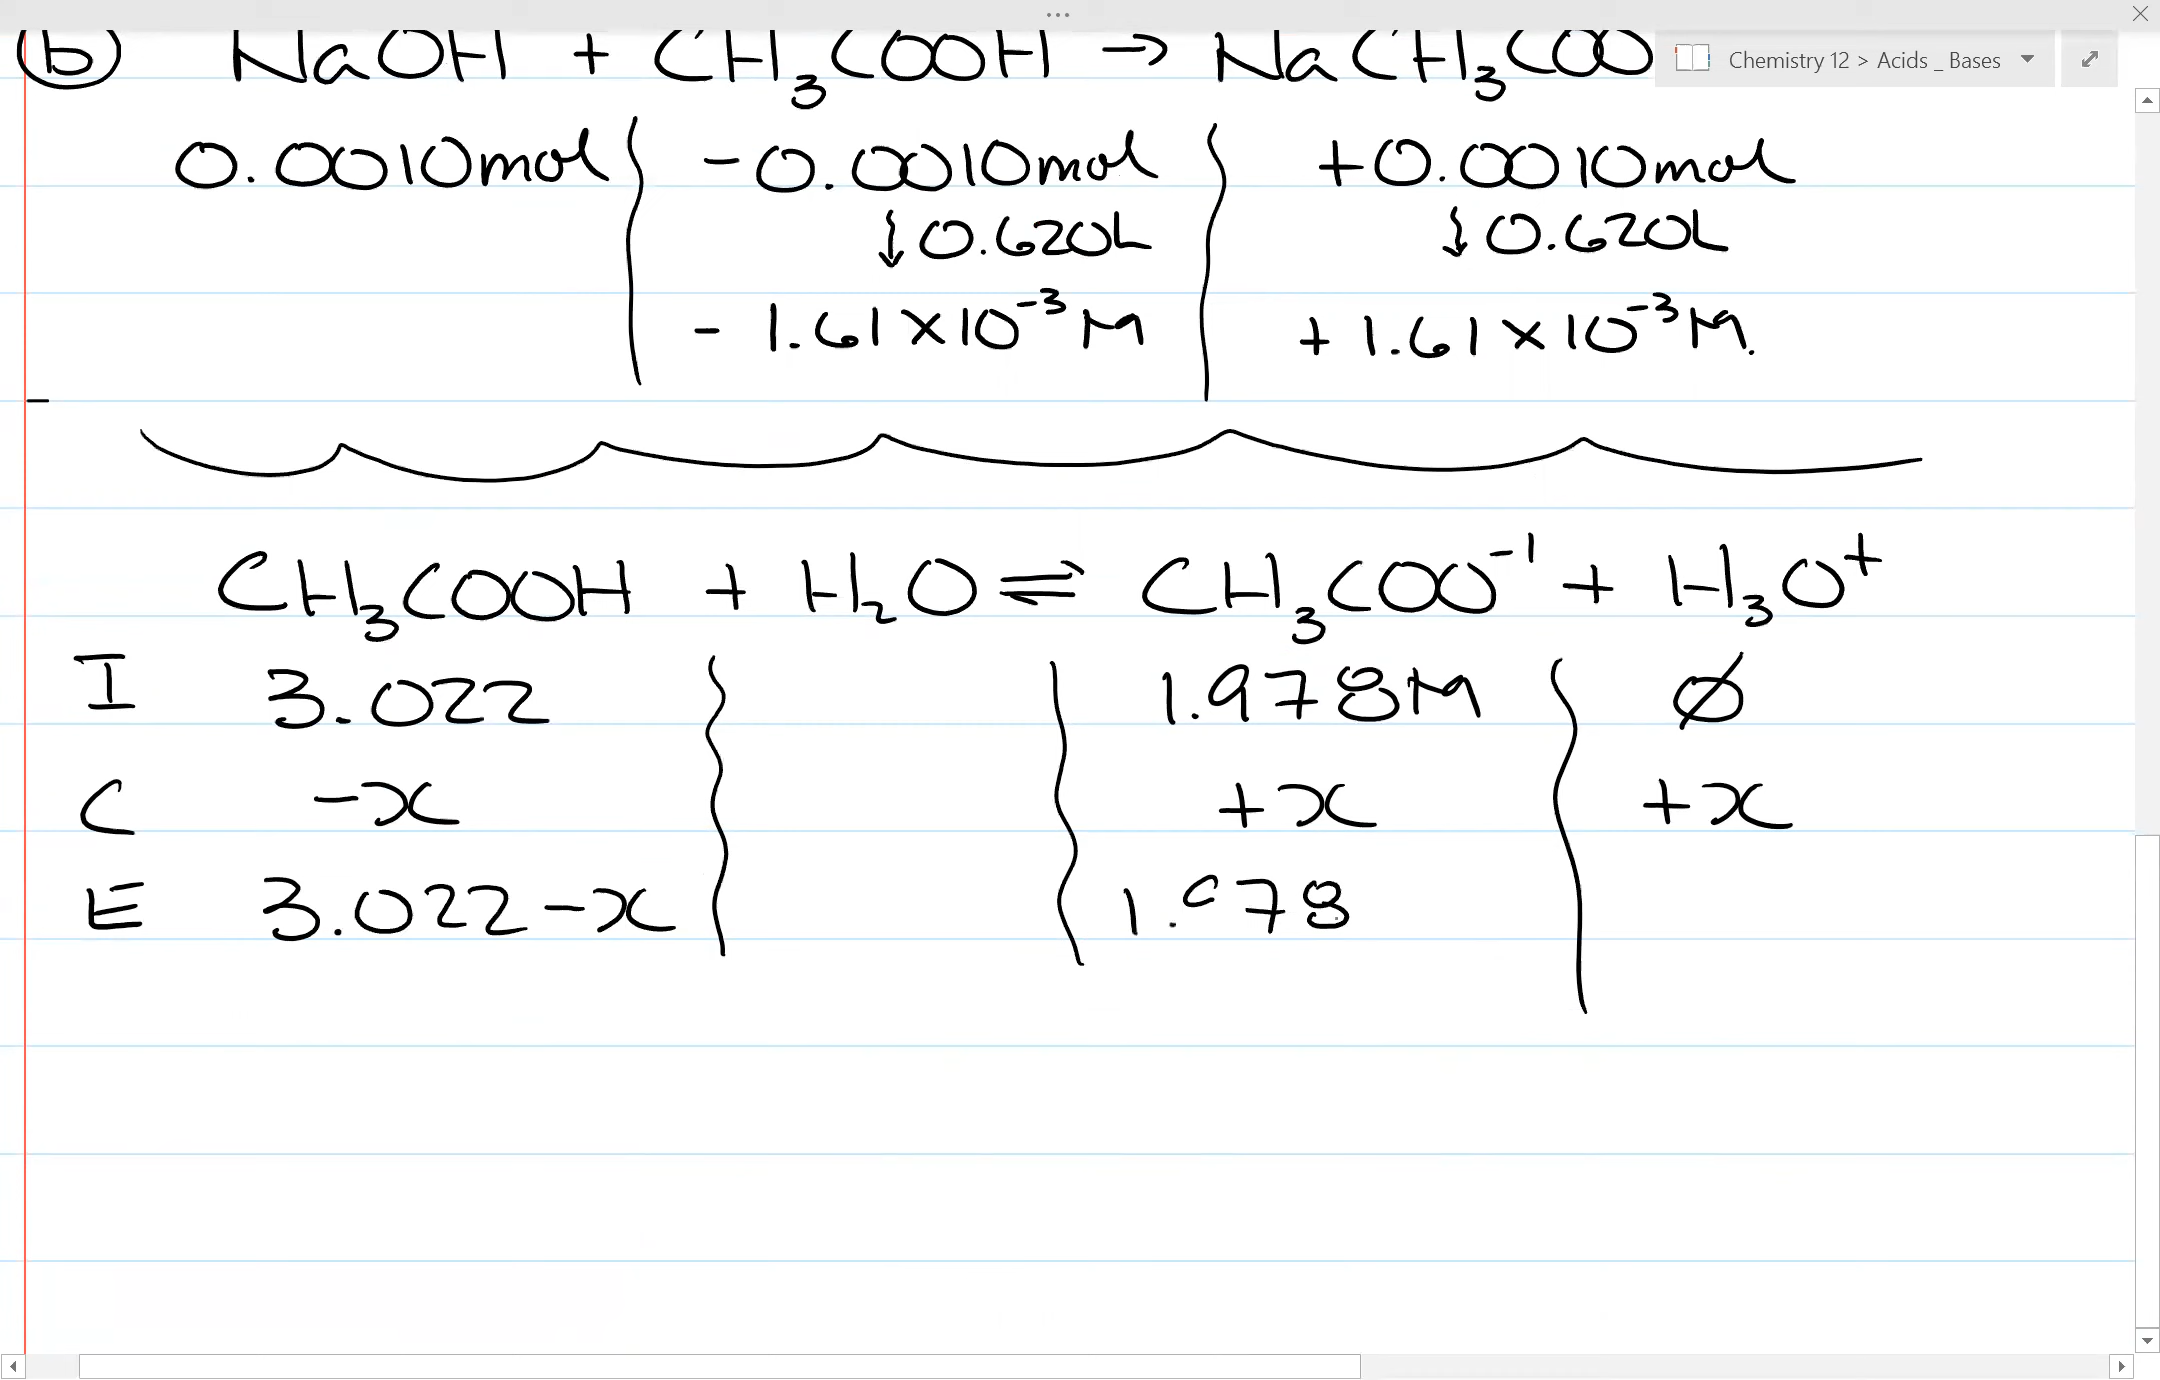 (b) NaOH + CH₃COOH → NaCH₃COO
Chemistry 12 > Acids _ Bases
0.0010mol -0.0010mol +0.0010mol
↓0.620L ↓0.620L
- 1.61×10⁻³M + 1.61×10⁻³M.
CH₃COOH + H₂O ⇌ CH₃COO⁻¹ + H₃O⁺
I 3.022 1.978M ∅
C -x +x +x
E 3.022-x 1.978